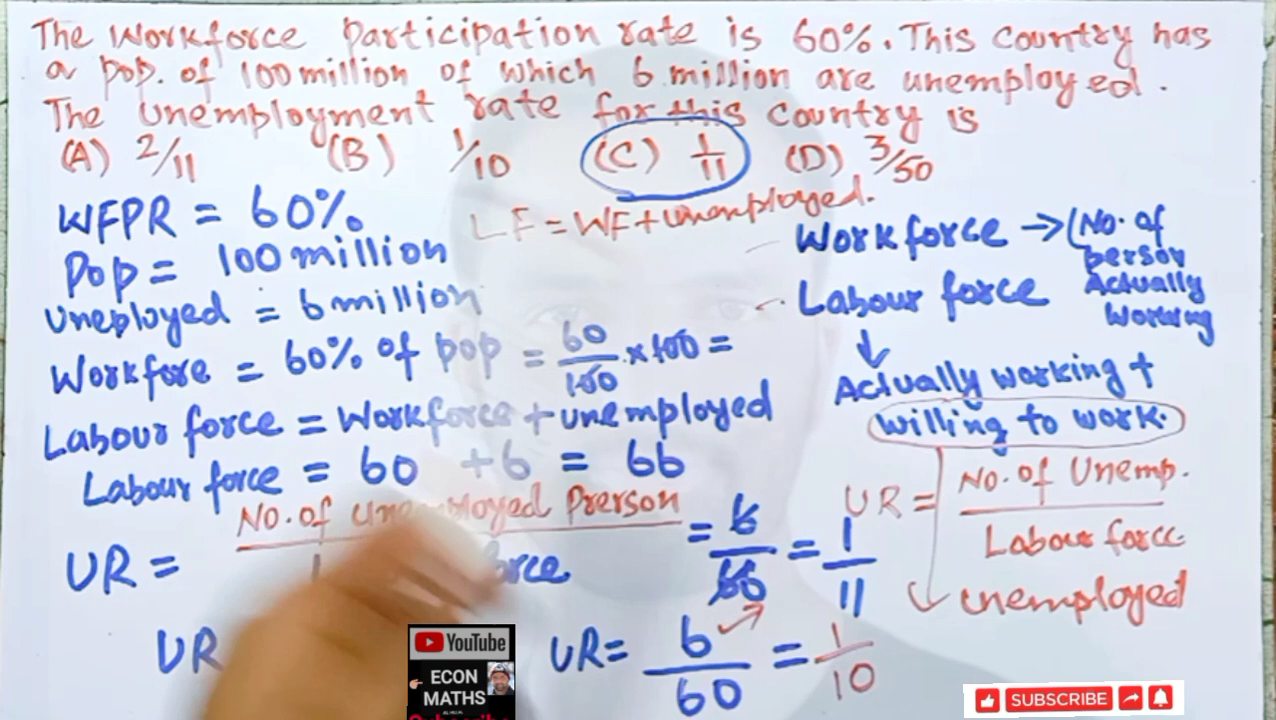 The Workforce participation rate is 60%. This country has
a pop. of 100 million of which 6 million are unemployed.
The Unemployment rate for this country is
(A) 2/11 (B) 1/10 (C) 1/11 (D) 3/50
WFPR = 60%
LF = WF + unemployed.
Pop = 100 million
Uneployed = 6 million
Workfore = 60% of pop = 60/100 x 100 =
Labour force = Workforce + unemployed
Labour force = 60 + 6 = 66
UR = No. of Unemployed Prerson = 6/66 = 1/11
UR
UR = 6/60 = 1/10
Workforce → (No. of
person
Actually
working
Labour force
↓
Actually working +
willing to work.
UR = No. of Unemp.
Labour force
unemployed
YouTube
ECON
MATHS
SUBSCRIBE